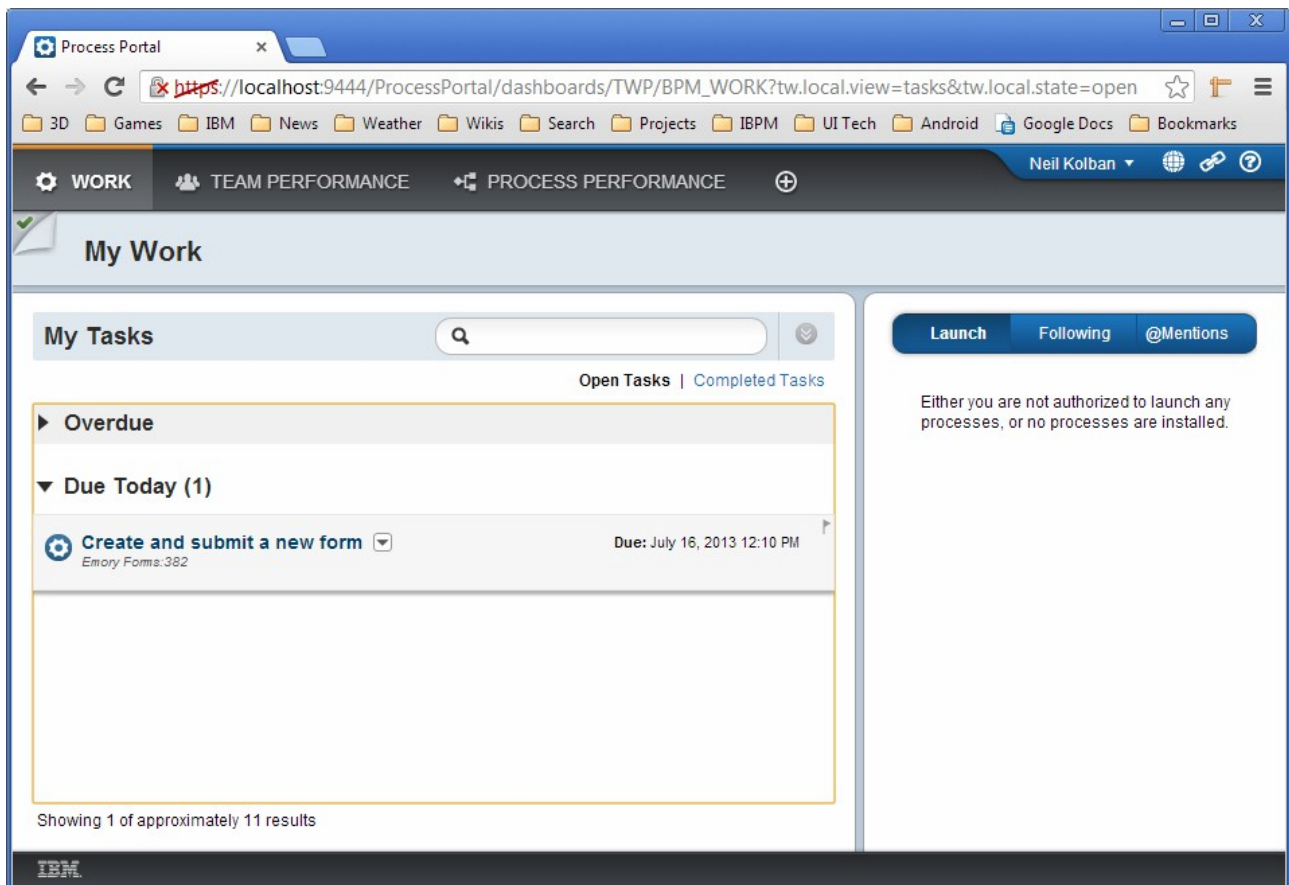 Process Portal
https://localhost:9444/ProcessPortal/dashboards/TWP/BPM_WORK?tw.local.view=tasks&tw.local.state=open
3D Games IBM News Weather Wikis Search Projects IBPM UI Tech Android Google Docs Bookmarks
Neil Kolban
WORK TEAM PERFORMANCE PROCESS PERFORMANCE
My Work
My Tasks
Launch Following @Mentions
Open Tasks | Completed Tasks
Either you are not authorized to launch any
processes, or no processes are installed.
Overdue
Due Today (1)
Create and submit a new form
Due: July 16, 2013 12:10 PM
Emory Forms:382
Showing 1 of approximately 11 results
IBM